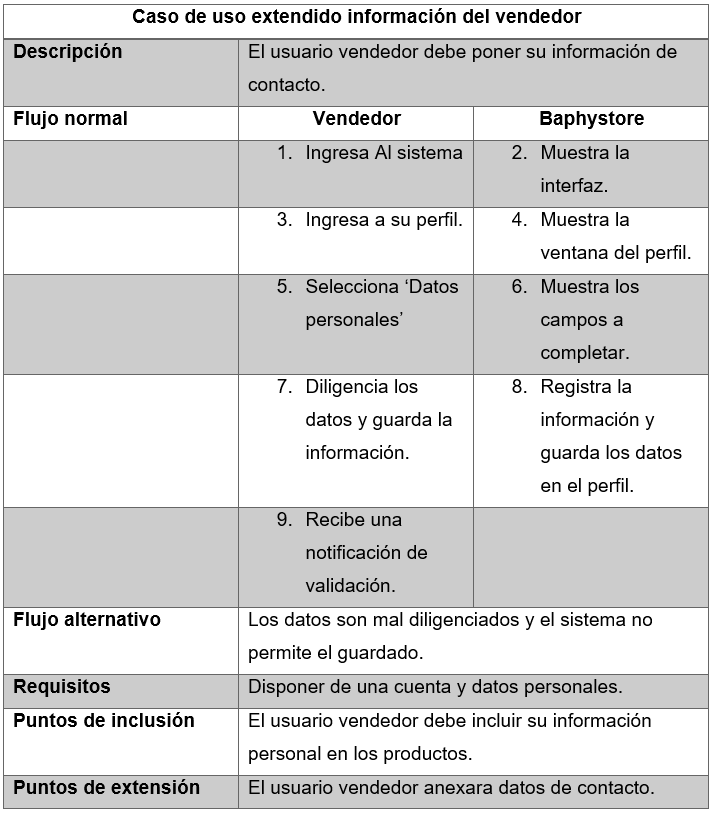 Caso de uso extendido información del vendedor
Descripción
El usuario vendedor debe poner su información de
contacto.
Flujo normal
Vendedor
Baphystore
1. Ingresa Al sistema
2. Muestra la
interfaz.
3. Ingresa a su perfil.
4. Muestra la
ventana del perfil.
5. Selecciona ‘Datos
personales’
6. Muestra los
campos a
completar.
7. Diligencia los
datos y guarda la
información.
8. Registra la
información y
guarda los datos
en el perfil.
9. Recibe una
notificación de
validación.
Flujo alternativo
Los datos son mal diligenciados y el sistema no
permite el guardado.
Requisitos
Disponer de una cuenta y datos personales.
Puntos de inclusión
El usuario vendedor debe incluir su información
personal en los productos.
Puntos de extensión
El usuario vendedor anexara datos de contacto.